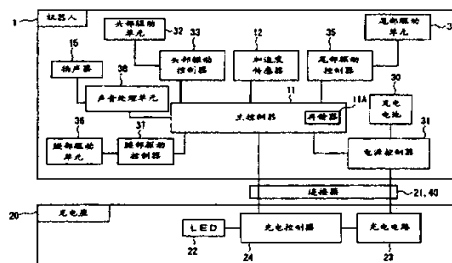 1
机器人
15
扬声器
38
声音处理单元
头部驱动
单元
32
33
头部驱动
控制器
12
加速度
传感器
35
尾部驱动
控制器
尾部驱动
单元
3
30
充电
电池
11
主控制器
11A
存储器
31
电源控制器
36
腿部驱动
单元
37
腿部驱动
控制器
连接器
21,40
20
充电座
LED
22
充电控制器
24
充电电路
23